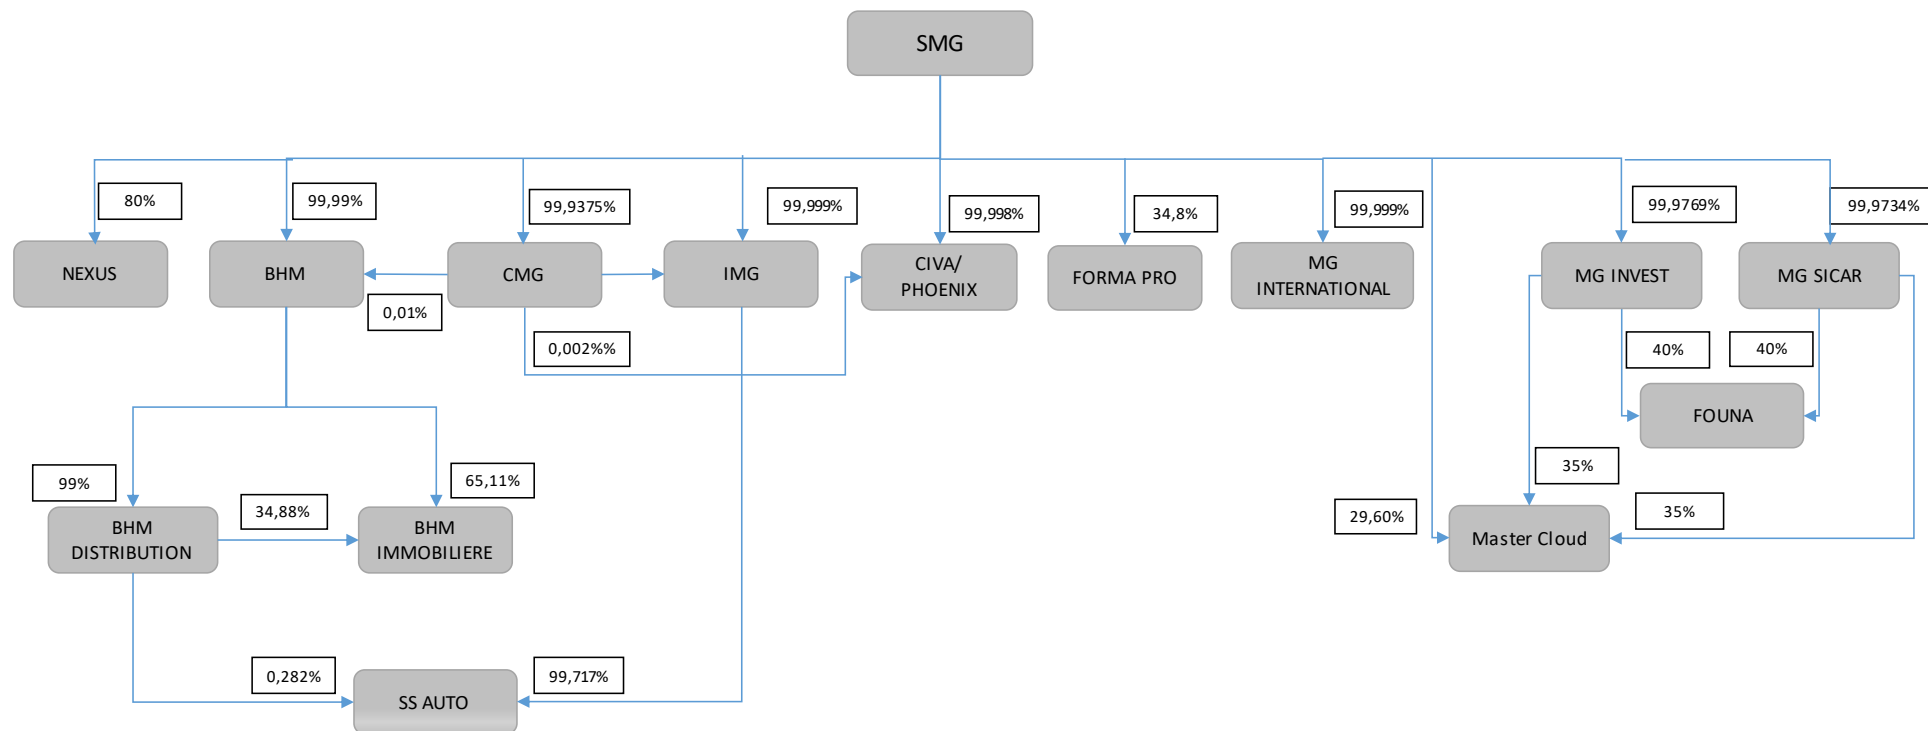 SMG
80%
99,99%
99,9375%
99,999%
99,998%
34,8%
99,999%
99,9769%
99,9734%
NEXUS
BHM
CMG
IMG
CIVA/
PHOENIX
FORMA PRO
MG
INTERNATIONAL
MG INVEST
MG SICAR
0,01%
0,002%%
40%
40%
FOUNA
99%
34,88%
65,11%
35%
29,60%
35%
BHM
DISTRIBUTION
BHM
IMMOBILIERE
Master Cloud
0,282%
99,717%
SS AUTO